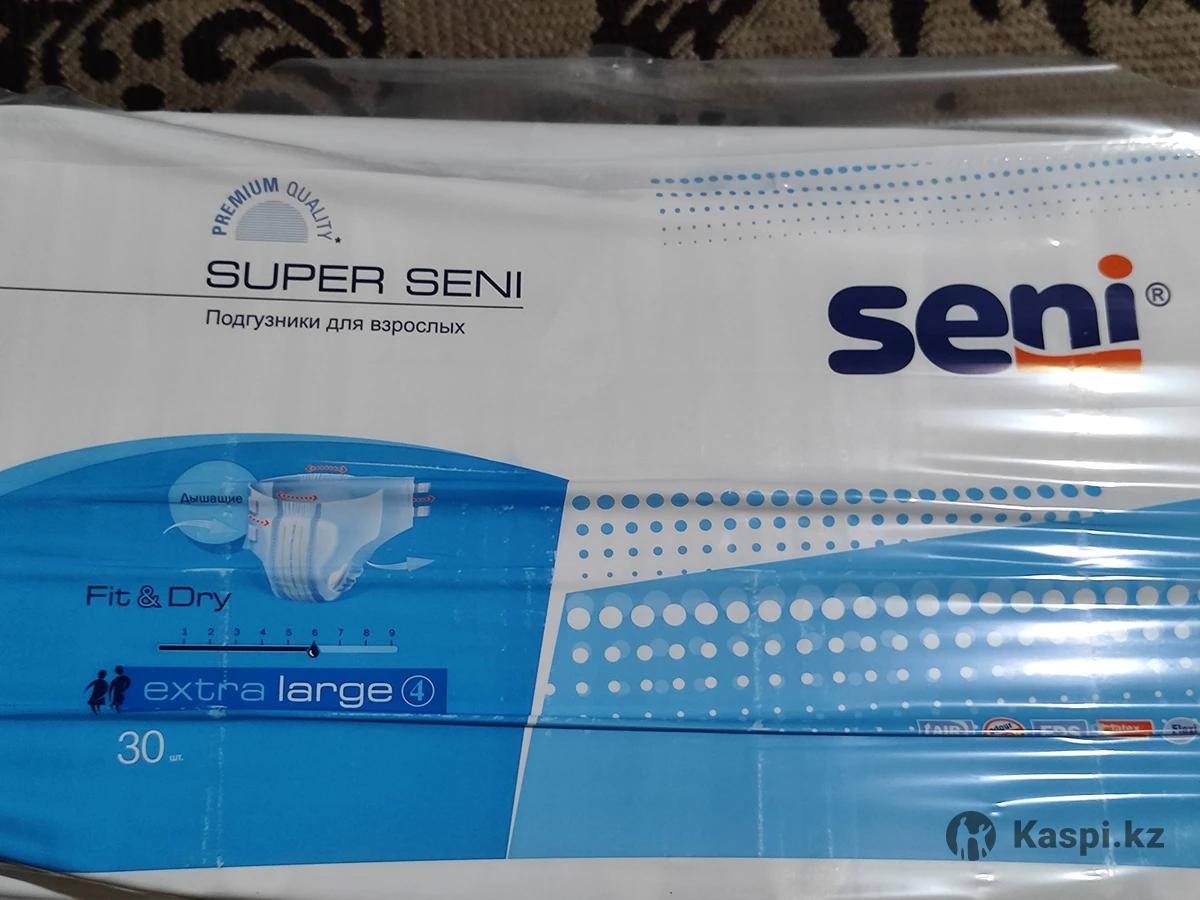 PREMIUM QUALITY
SUPER SENI
Подгузники для взрослых
seni®
Дышащие
Fit & Dry
1 2 3 4 5 6 7 8 9
extra large 4
30 шт.
Kaspi.kz